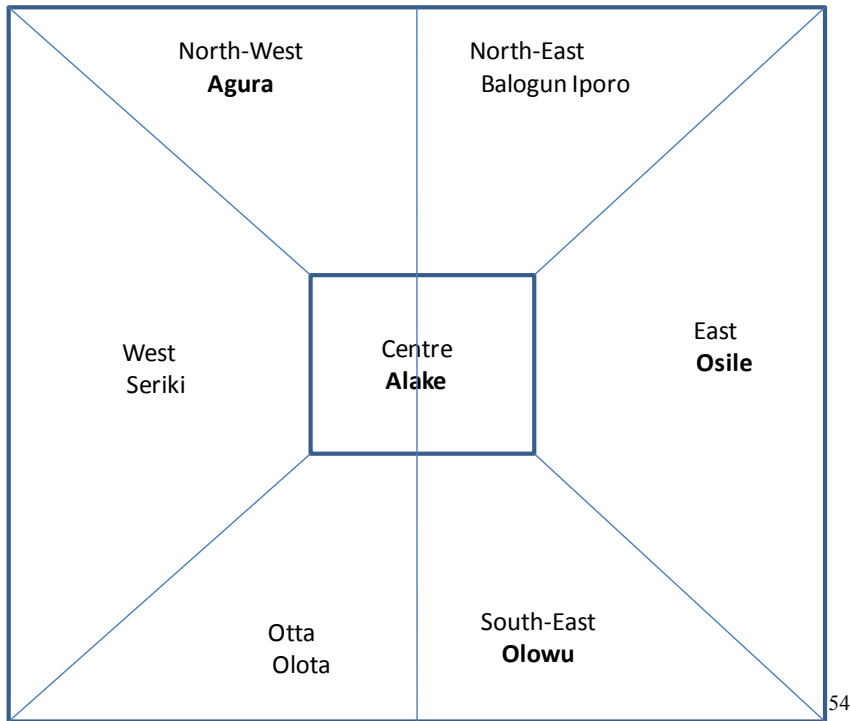 North-West
Agura
North-East
Balogun Iporo
West
Seriki
Centre
Alake
East
Osile
Otta
Olota
South-East
Olowu
54